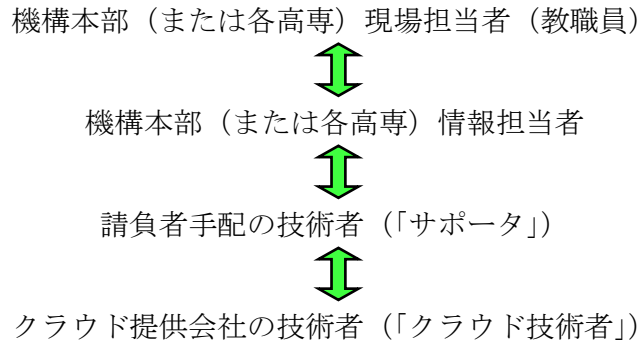 機構本部（または各高専）現場担当者（教職員）
機構本部（または各高専）情報担当者
請負者手配の技術者（「サポータ」）
クラウド提供会社の技術者（「クラウド技術者」）